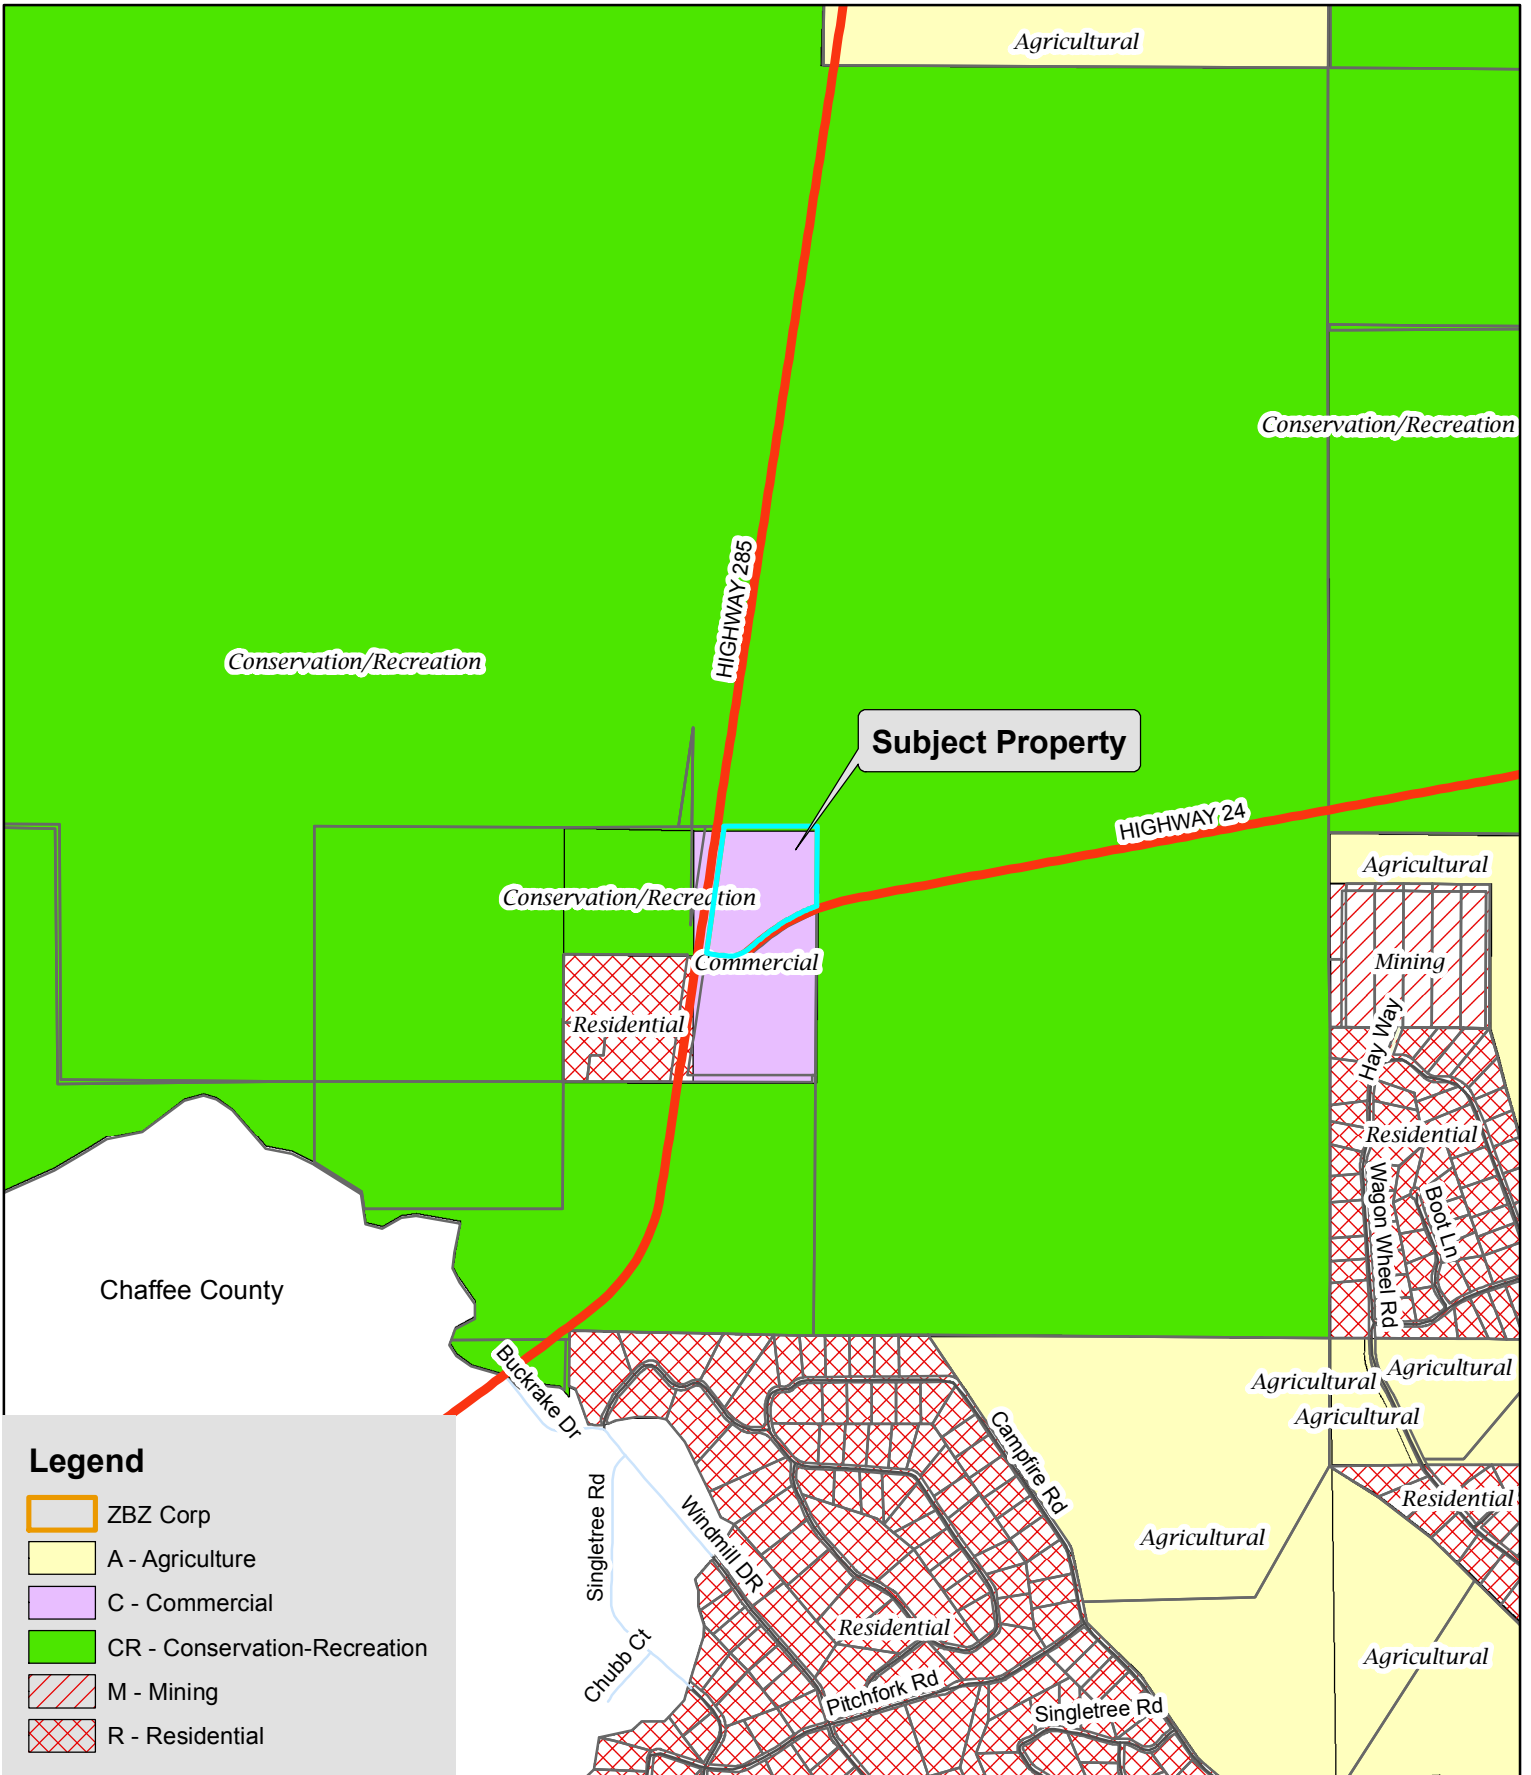 Agricultural
Conservation/Recreation
HIGHWAY 285
Conservation/Recreation
Subject Property
HIGHWAY 24
Agricultural
Conservation/Recreation
Commercial
Mining
Residential
Hay Way
Residential
Wagon Wheel Rd
Boot Ln
Chaffee County
Buckrake Dr
Agricultural
Agricultural
Agricultural
Campfire Rd
Residential
Singletree Rd
Windmill DR
Agricultural
Residential
Chubb Ct
Agricultural
Pitchfork Rd
Singletree Rd
Legend
ZBZ Corp
A - Agriculture
C - Commercial
CR - Conservation-Recreation
M - Mining
R - Residential